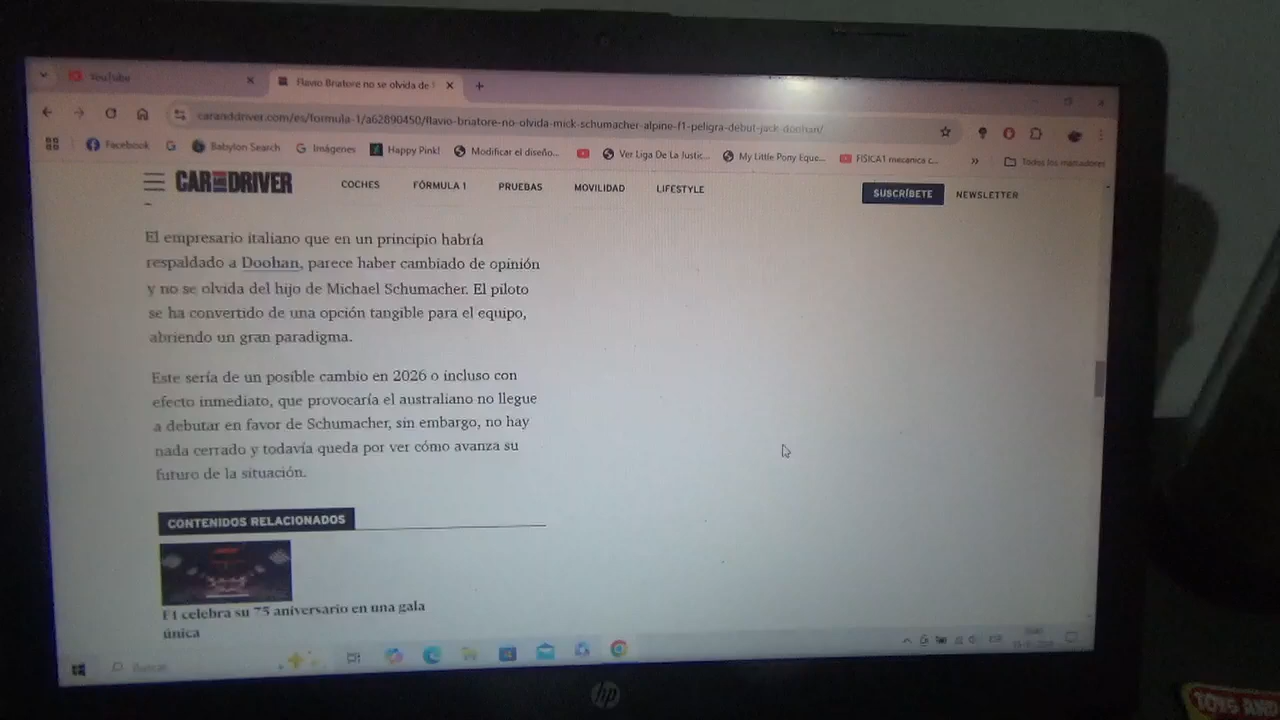 YouTube
Flavio Briatore no se olvida de
caranddriver.com/es/formula-1/a62890450/flavio-briatore-no-olvida-mick-schumacher-alpine-f1-peligra-debut-jack-doohan/
Facebook
Babylon Search
Imágenes
Happy Pink!
Modificar el diseño...
Ver Liga De La Justic...
My Little Pony Eque...
FISICA1 mecanica c...
Todos los marcadores
CAR AND DRIVER
COCHES
FÓRMULA 1
PRUEBAS
MOVILIDAD
LIFESTYLE
SUSCRÍBETE
NEWSLETTER
El empresario italiano que en un principio habría
respaldado a Doohan, parece haber cambiado de opinión
y no se olvida del hijo de Michael Schumacher. El piloto
se ha convertido de una opción tangible para el equipo,
abriendo un gran paradigma.
Este sería de un posible cambio en 2026 o incluso con
efecto inmediato, que provocaría el australiano no llegue
a debutar en favor de Schumacher, sin embargo, no hay
nada cerrado y todavía queda por ver cómo avanza su
futuro de la situación.
CONTENIDOS RELACIONADOS
F1 celebra su 75 aniversario en una gala
única
Buscar
hp
TOYS AND